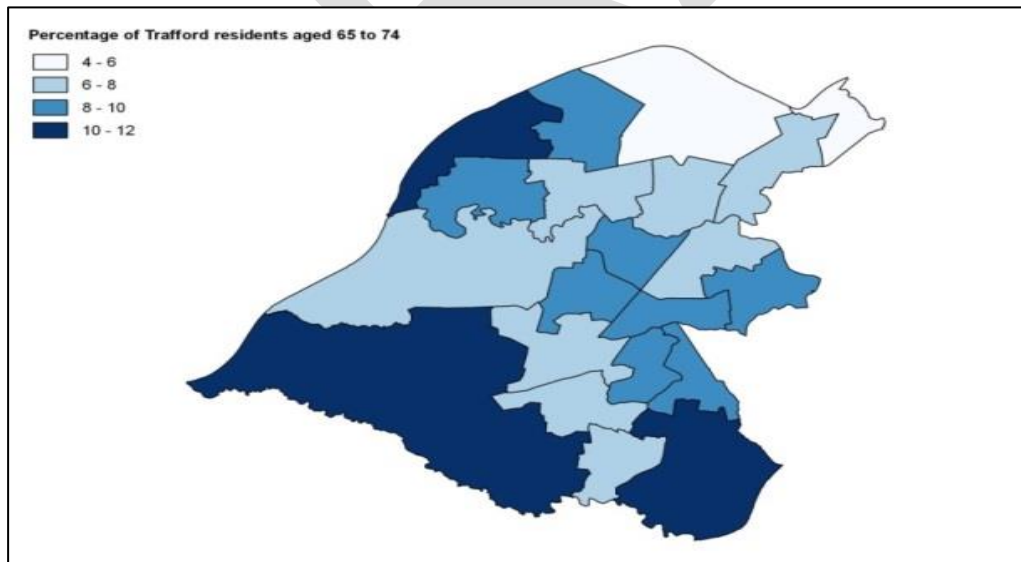 Percentage of Trafford residents aged 65 to 74
4 - 6
6 - 8
8 - 10
10 - 12